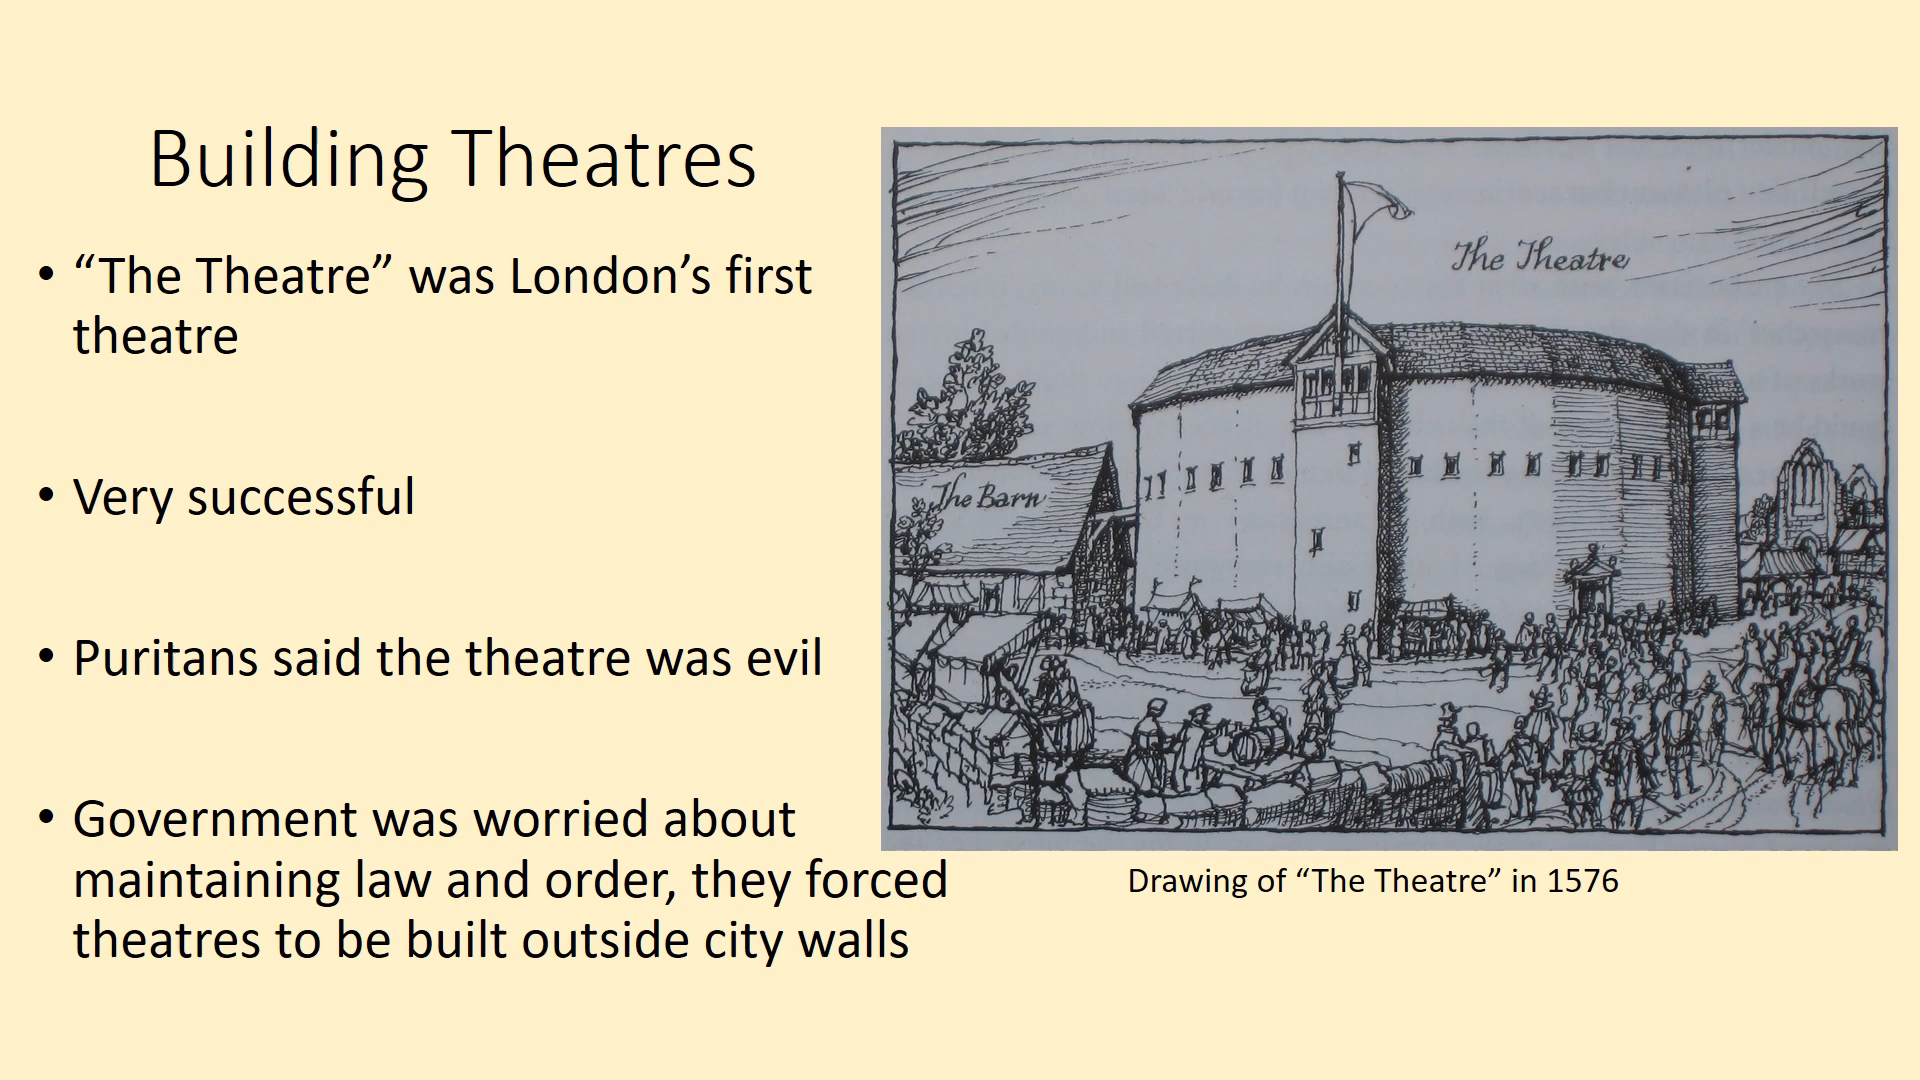 Building Theatres
• “The Theatre” was London’s first
theatre
• Very successful
• Puritans said the theatre was evil
• Government was worried about
maintaining law and order, they forced
theatres to be built outside city walls
The Theatre
The Barn
Drawing of “The Theatre” in 1576